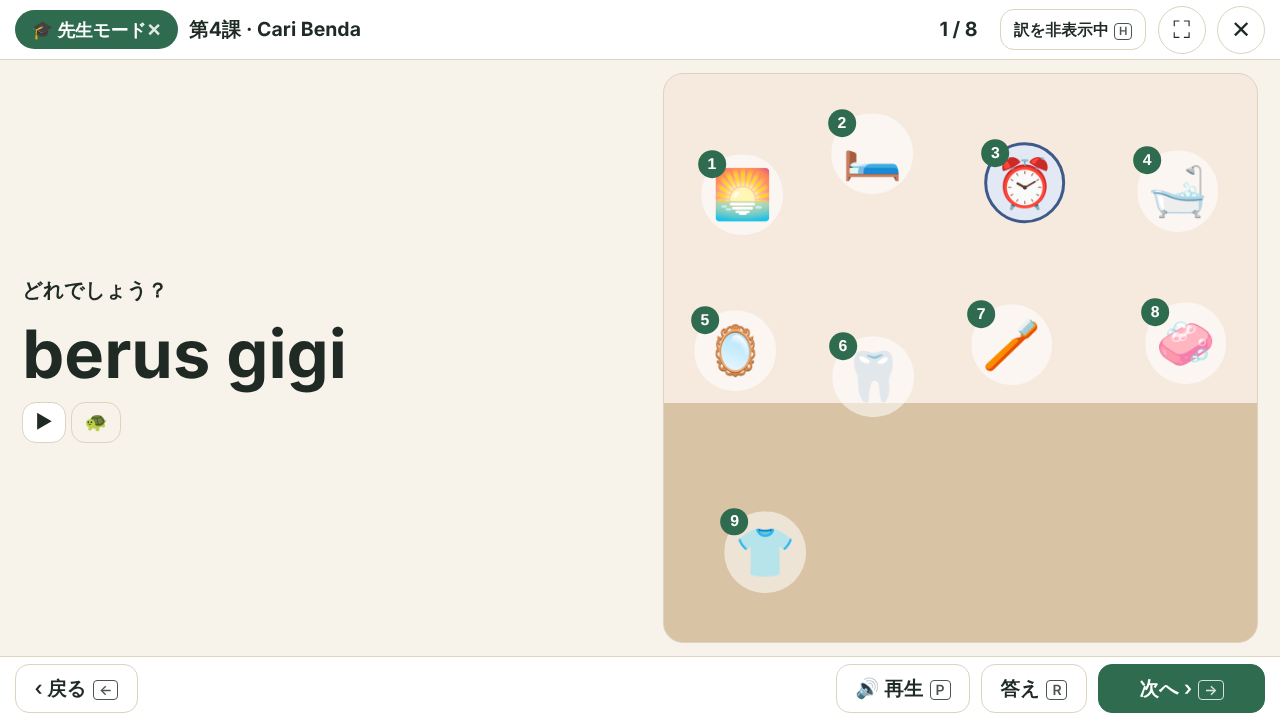 🎓 先生モード✕
第4課 · Cari Benda
1 / 8
訳を非表示中 H
✕
どれでしょう？
berus gigi
1
2
3
4
5
6
7
8
9
‹ 戻る ←
🔊 再生 P
答え R
次へ › →